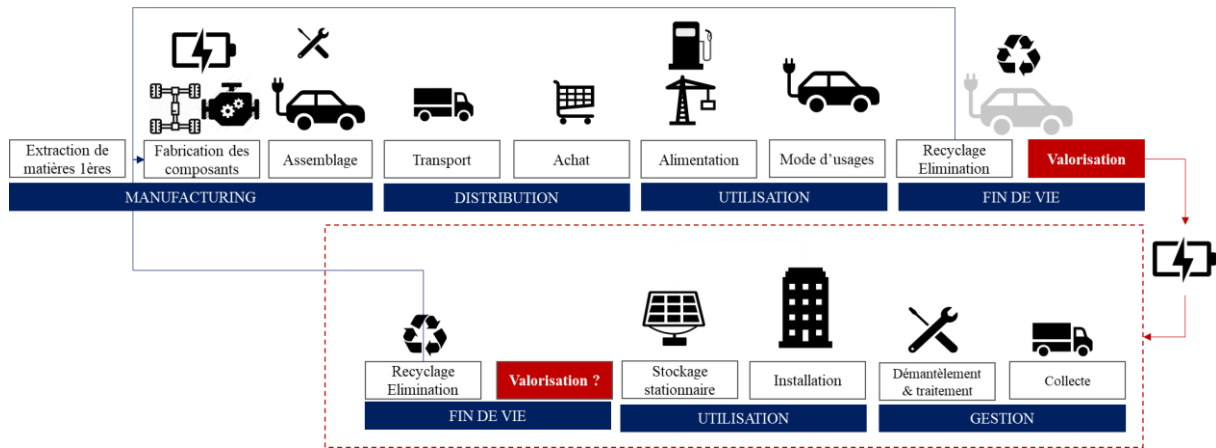 Extraction de
matières 1ères
Fabrication des
composants
Assemblage
Transport
Achat
Alimentation
Mode d'usages
Recyclage
Elimination
Valorisation
MANUFACTURING
DISTRIBUTION
UTILISATION
FIN DE VIE
Recyclage
Elimination
Valorisation ?
Stockage
stationnaire
Installation
Démantèlement
& traitement
Collecte
FIN DE VIE
UTILISATION
GESTION